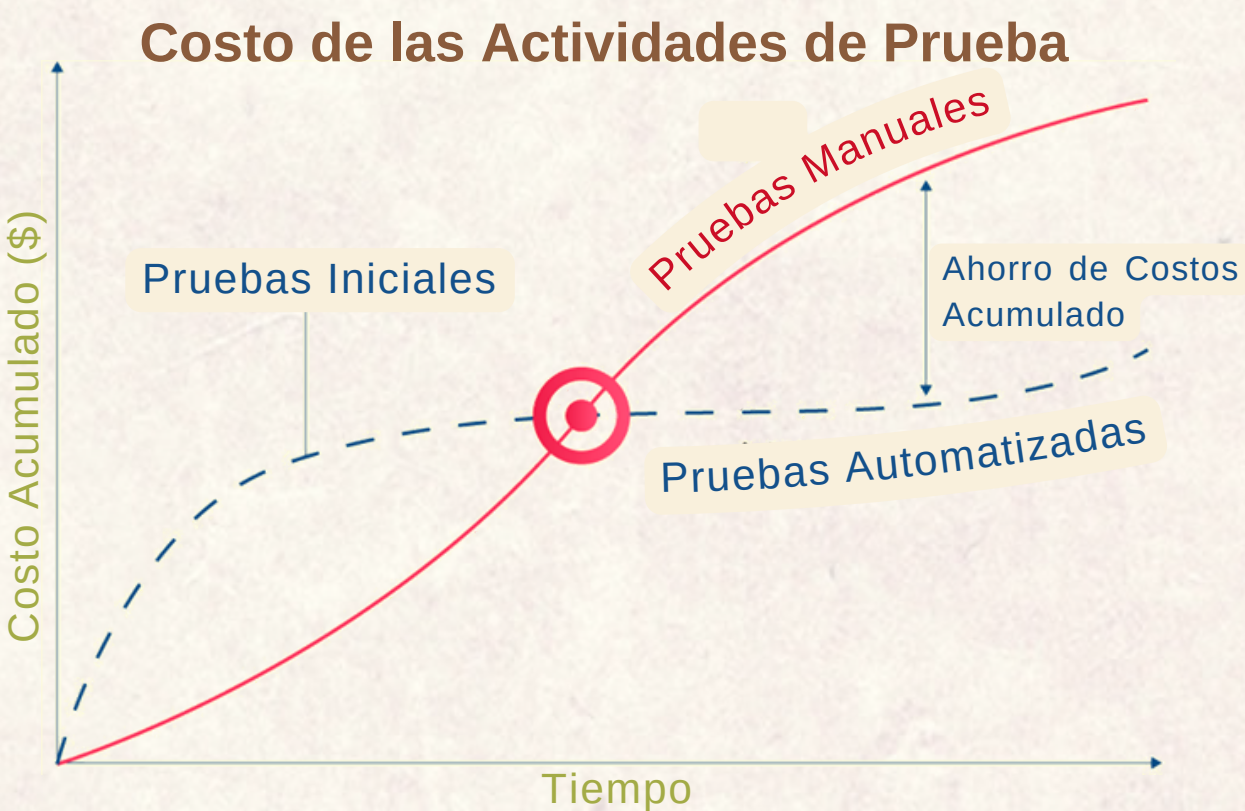 Costo de las Actividades de Prueba
Costo Acumulado ($)
Pruebas Iniciales
Pruebas Manuales
Ahorro de Costos
Acumulado
Pruebas Automatizadas
Tiempo